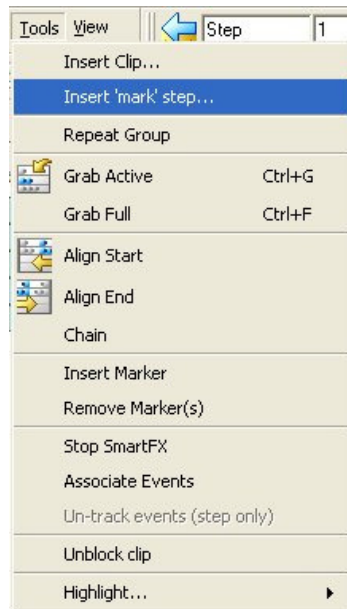 Tools View Step 1
Insert Clip...
Insert 'mark' step...
Repeat Group
Grab Active Ctrl+G
Grab Full Ctrl+F
Align Start
Align End
Chain
Insert Marker
Remove Marker(s)
Stop SmartFX
Associate Events
Un-track events (step only)
Unblock clip
Highlight...